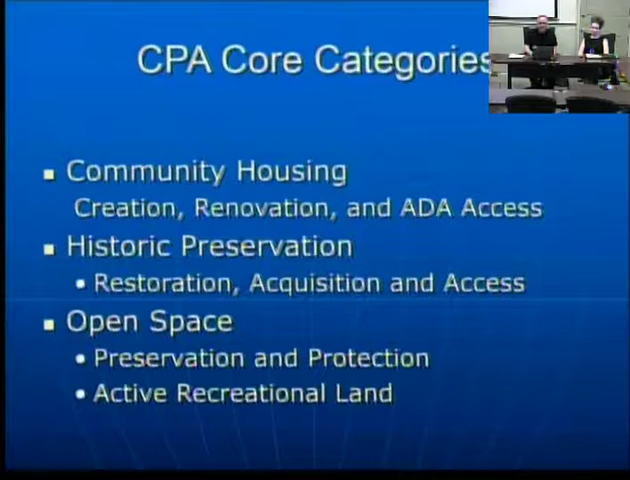 CPA Core Categories
Community Housing
Creation, Renovation, and ADA Access
Historic Preservation
Restoration, Acquisition and Access
Open Space
Preservation and Protection
Active Recreational Land